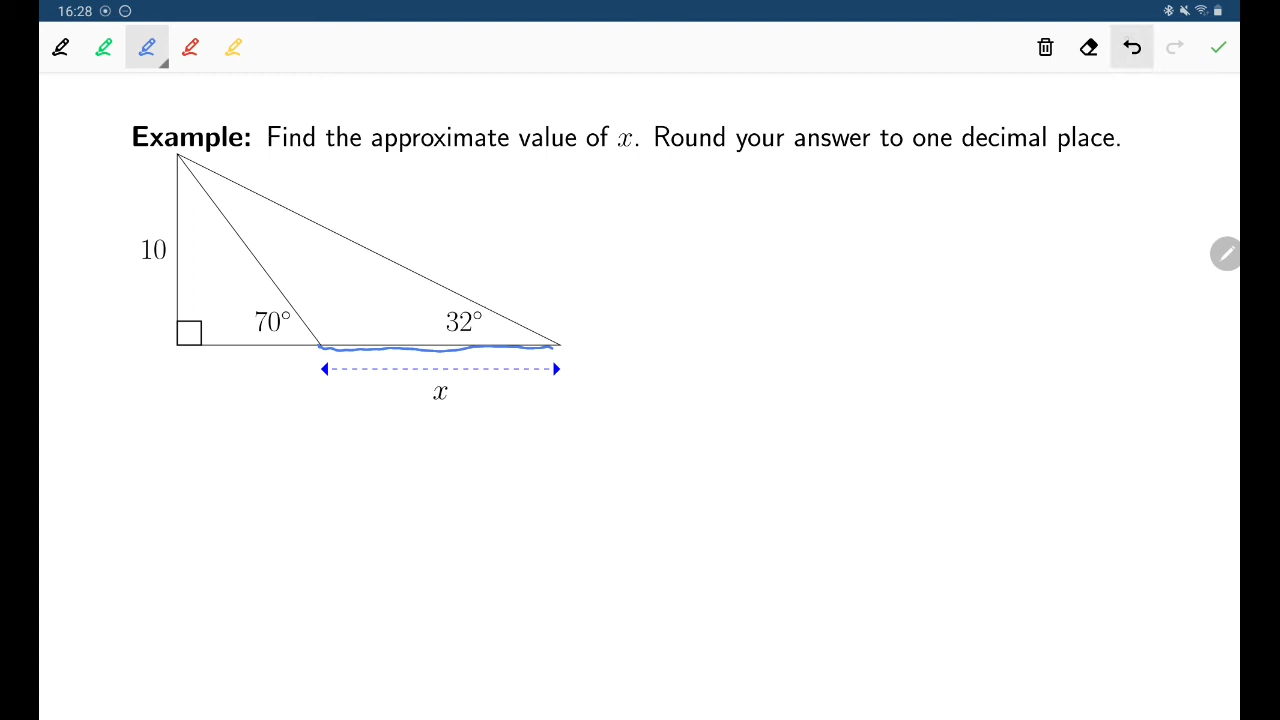 16:28
Example: Find the approximate value of x. Round your answer to one decimal place.
10
70°
32°
x